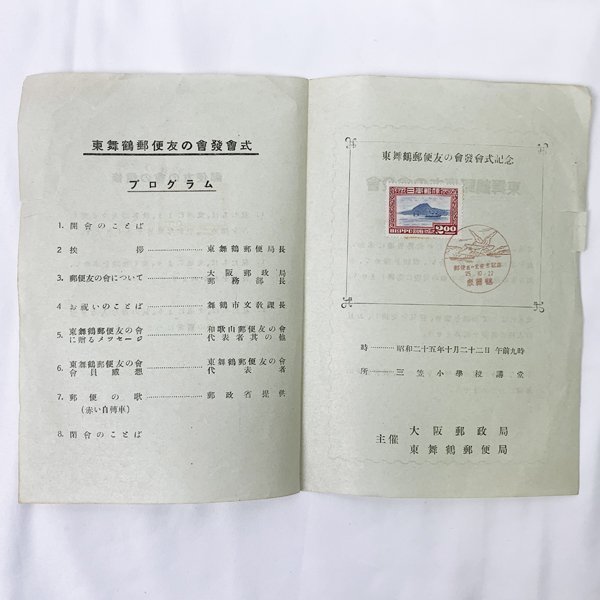 東舞鶴郵便友の會發會式
プログラム
1. 開會のことば
2 挨拶 東舞鶴郵便局長
3. 郵便友の會について 大阪郵政局 郵務部長
4 お祝いのことば 舞鶴市文敎課長
5. 東舞鶴郵便友の會に贈るメツセージ 和歌山郵便友の會代表者其の他
6. 東舞鶴郵便友の會會員感想 東舞鶴郵便友の會代表者
7. 郵便の歌 郵政省提供
(赤い自轉車)
8. 閉會のことば
東舞鶴郵便友の會發會式記念
2.00
25.10.22
東舞鶴
時 昭和二十五年十月二十二日 午前九時
所 三笠小學校講堂
主催 大阪郵政局
東舞鶴郵便局